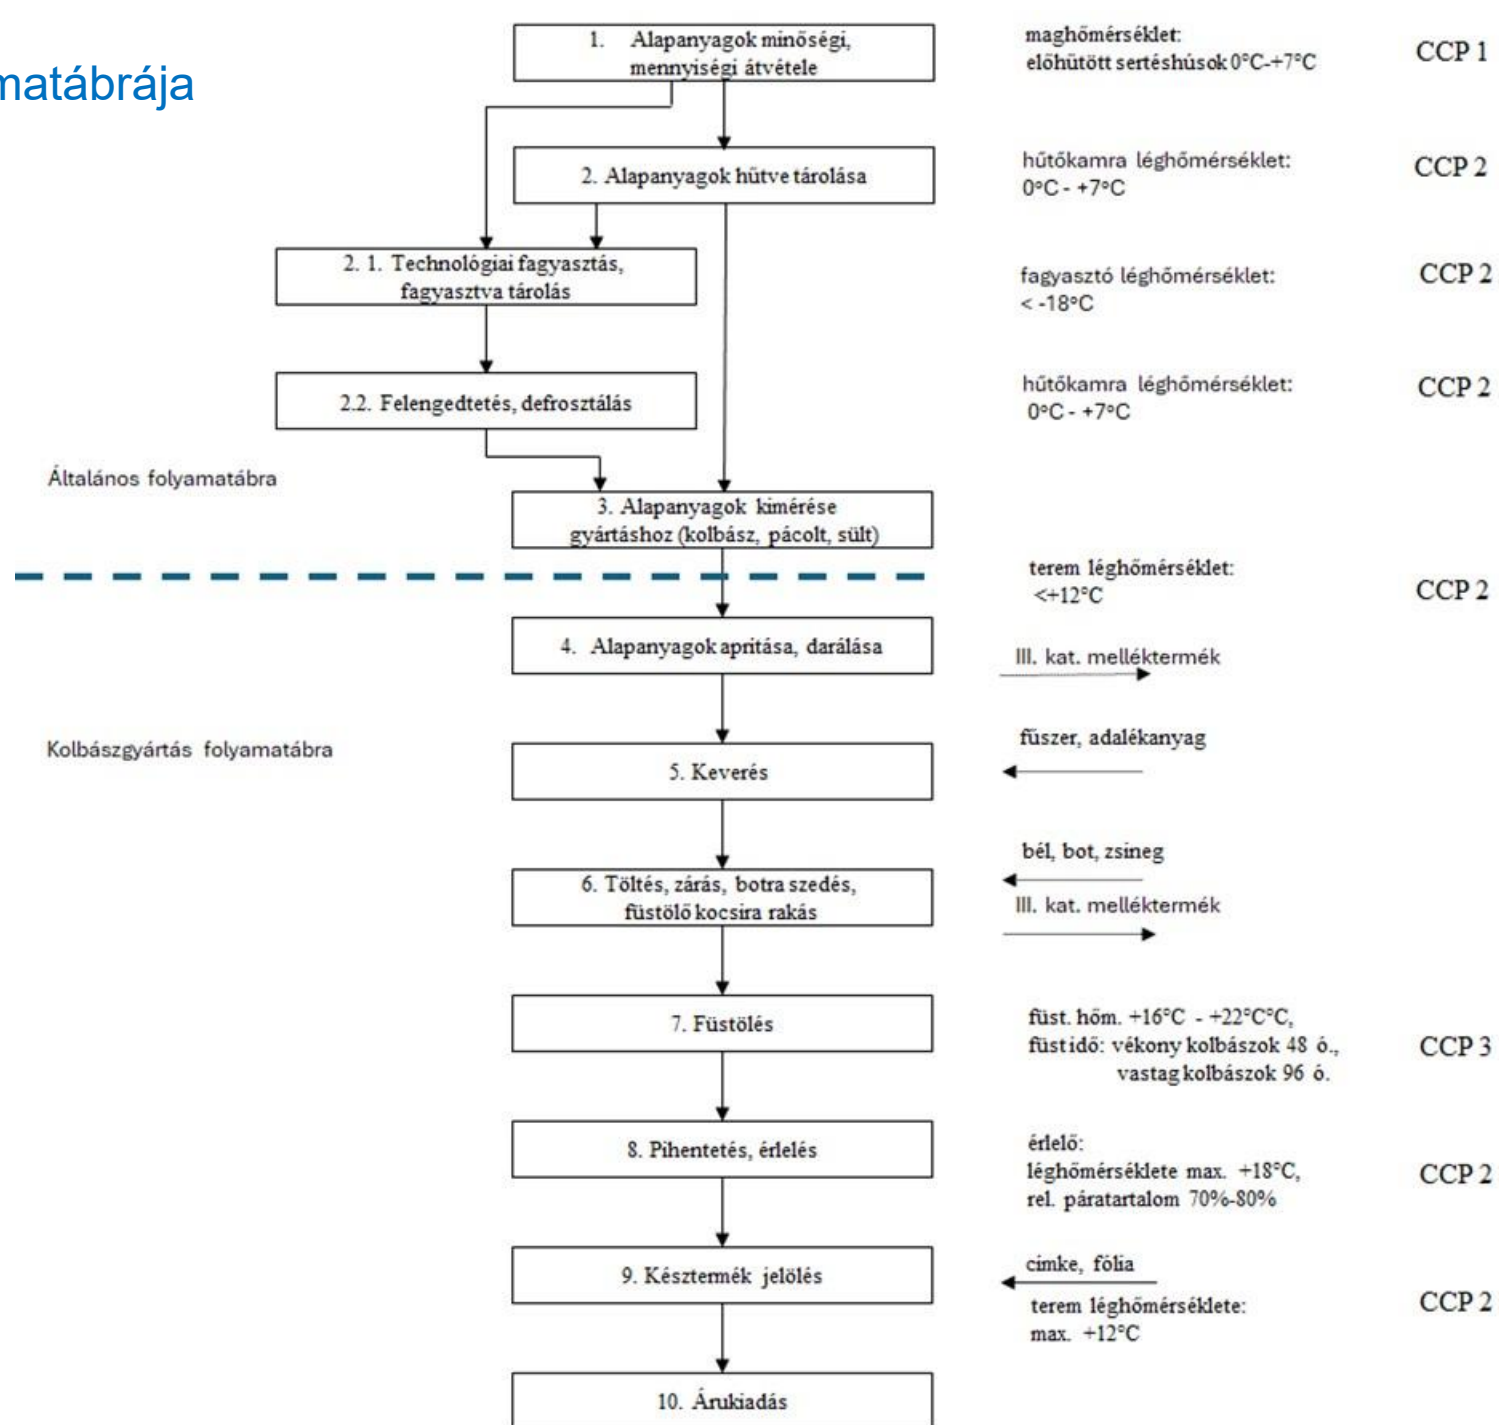 matábrája
1. Alapanyagok minőségi,
mennyiségi átvétele
maghőmérséklet:
előhűtött sertéshúsok 0°C-+7°C
CCP 1
2. Alapanyagok hűtve tárolása
hűtőkamra léghőmérséklet:
0°C - +7°C
CCP 2
2. 1. Technológiai fagyasztás,
fagyasztva tárolás
fagyasztó léghőmérséklet:
< -18°C
CCP 2
2.2. Felengedtetés, defrosztálás
hűtőkamra léghőmérséklet:
0°C - +7°C
CCP 2
Általános folyamatábra
3. Alapanyagok kimérése
gyártáshoz (kolbász, pácolt, sült)
terem léghőmérséklet:
<+12°C
CCP 2
4. Alapanyagok aprítása, darálása
III. kat. melléktermék
Kolbászgyártás folyamatábra
5. Keverés
fűszer, adalékanyag
6. Töltés, zárás, botra szedés,
füstölő kocsira rakás
bél, bot, zsineg
III. kat. melléktermék
7. Füstölés
füst. hőm. +16°C - +22°C°C,
füst idő: vékony kolbászok 48 ó.,
vastag kolbászok 96 ó.
CCP 3
8. Pihentetés, érlelés
érlelő:
léghőmérséklete max. +18°C,
rel. páratartalom 70%-80%
CCP 2
9. Késztermék jelölés
címke, fólia
terem léghőmérséklete:
max. +12°C
CCP 2
10. Árukiadás